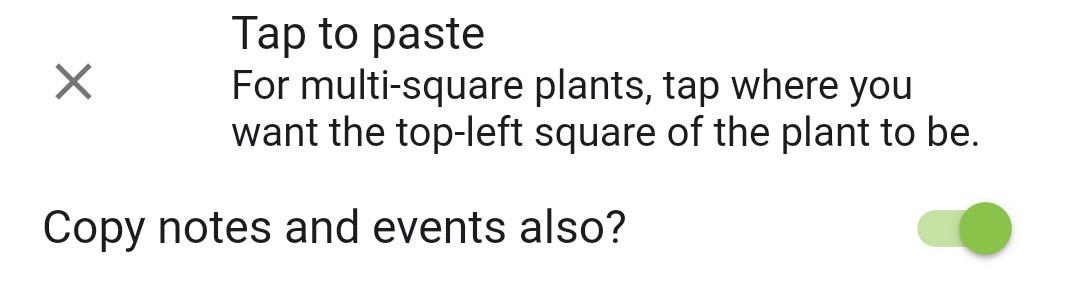 Tap to paste
For multi-square plants, tap where you
want the top-left square of the plant to be.
Copy notes and events also?